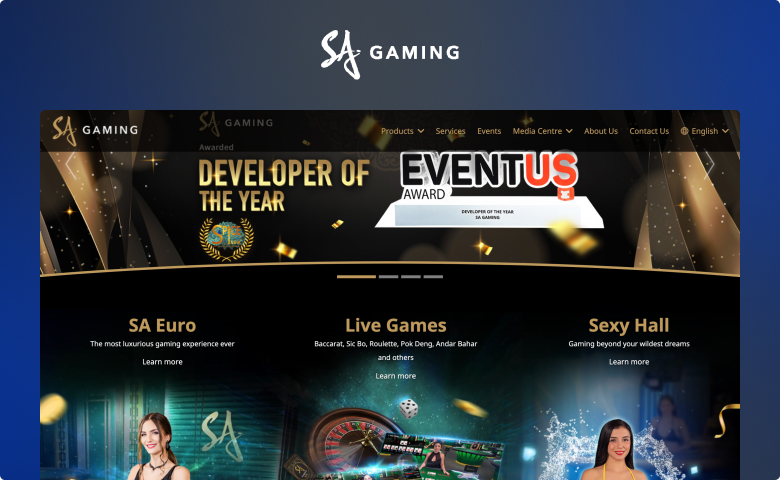 SA GAMING
SA GAMING
SA GAMING
Products
Services
Events
Media Centre
About Us
Contact Us
English
Awarded
DEVELOPER OF
THE YEAR
EVENTUS
AWARD
DEVELOPER OF THE YEAR
SA GAMING
SA Euro
The most luxurious gaming experience ever
Learn more
Live Games
Baccarat, Sic Bo, Roulette, Pok Deng, Andar Bahar
and others
Learn more
Sexy Hall
Gaming beyond your wildest dreams
Learn more
SA